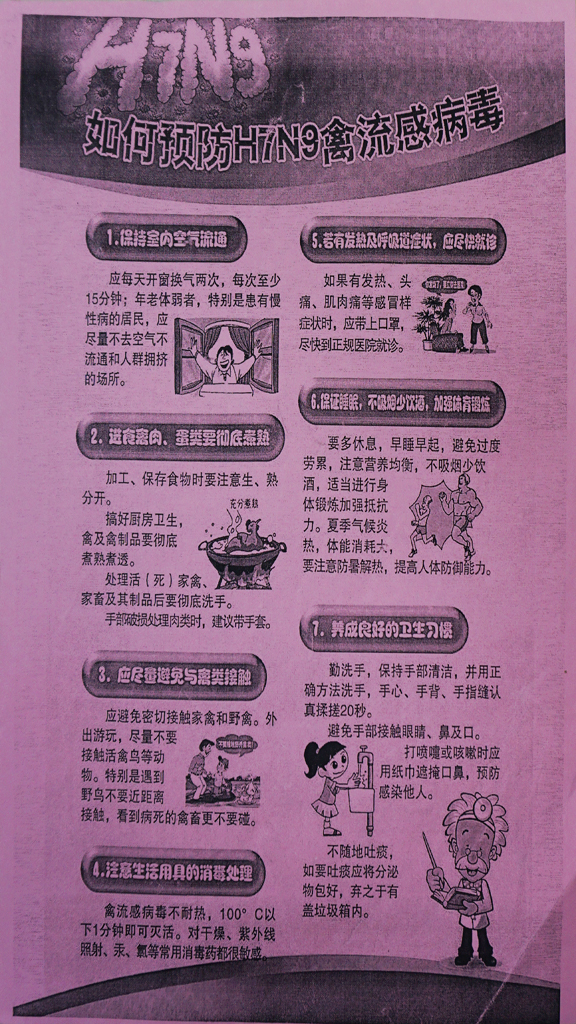 H7N9
如何预防H7N9禽流感病毒
1.保持室内空气流通
应每天开窗换气两次，每次至少
15分钟；年老体弱者，特别是患有慢
性病的居民，应
尽量不去空气不
流通和人群拥挤
的场所。
2. 进食禽肉、蛋类要彻底煮熟
加工、保存食物时要注意生、熟
分开。
搞好厨房卫生，
禽及禽制品要彻底
煮熟煮透。
充分煮熟
处理活（死）家禽、
家畜及其制品后要彻底洗手。
手部破损处理肉类时，建议带手套。
3. 应尽量避免与禽类接触
应避免密切接触家禽和野禽。外
出游玩，尽量不要
接触活禽鸟等动
物。特别是遇到
野鸟不要近距离
接触，看到病死的禽畜更不要碰。
4.注意生活用具的消毒处理
禽流感病毒不耐热，100°C以
下1分钟即可灭活。对干燥、紫外线
照射、汞、氯等常用消毒药都很敏感。
5.若有发热及呼吸道症状，应尽快就诊
如果有发热、头
痛、肌肉痛等感冒样
症状时，应带上口罩，
尽快到正规医院就诊。
6.保证睡眠，不吸烟少饮酒，加强体育锻炼
要多休息，早睡早起，避免过度
劳累，注意营养均衡，不吸烟少饮
酒，适当进行身
体锻炼加强抵抗
力。夏季气候炎
热，体能消耗大，
要注意防暑解热，提高人体防御能力。
7. 养成良好的卫生习惯
勤洗手，保持手部清洁，并用正
确方法洗手，手心、手背、手指缝认
真揉搓20秒。
避免手部接触眼睛、鼻及口。
打喷嚏或咳嗽时应
用纸巾遮掩口鼻，预防
感染他人。
不随地吐痰，
如要吐痰应将分泌
物包好，弃之于有
盖垃圾箱内。